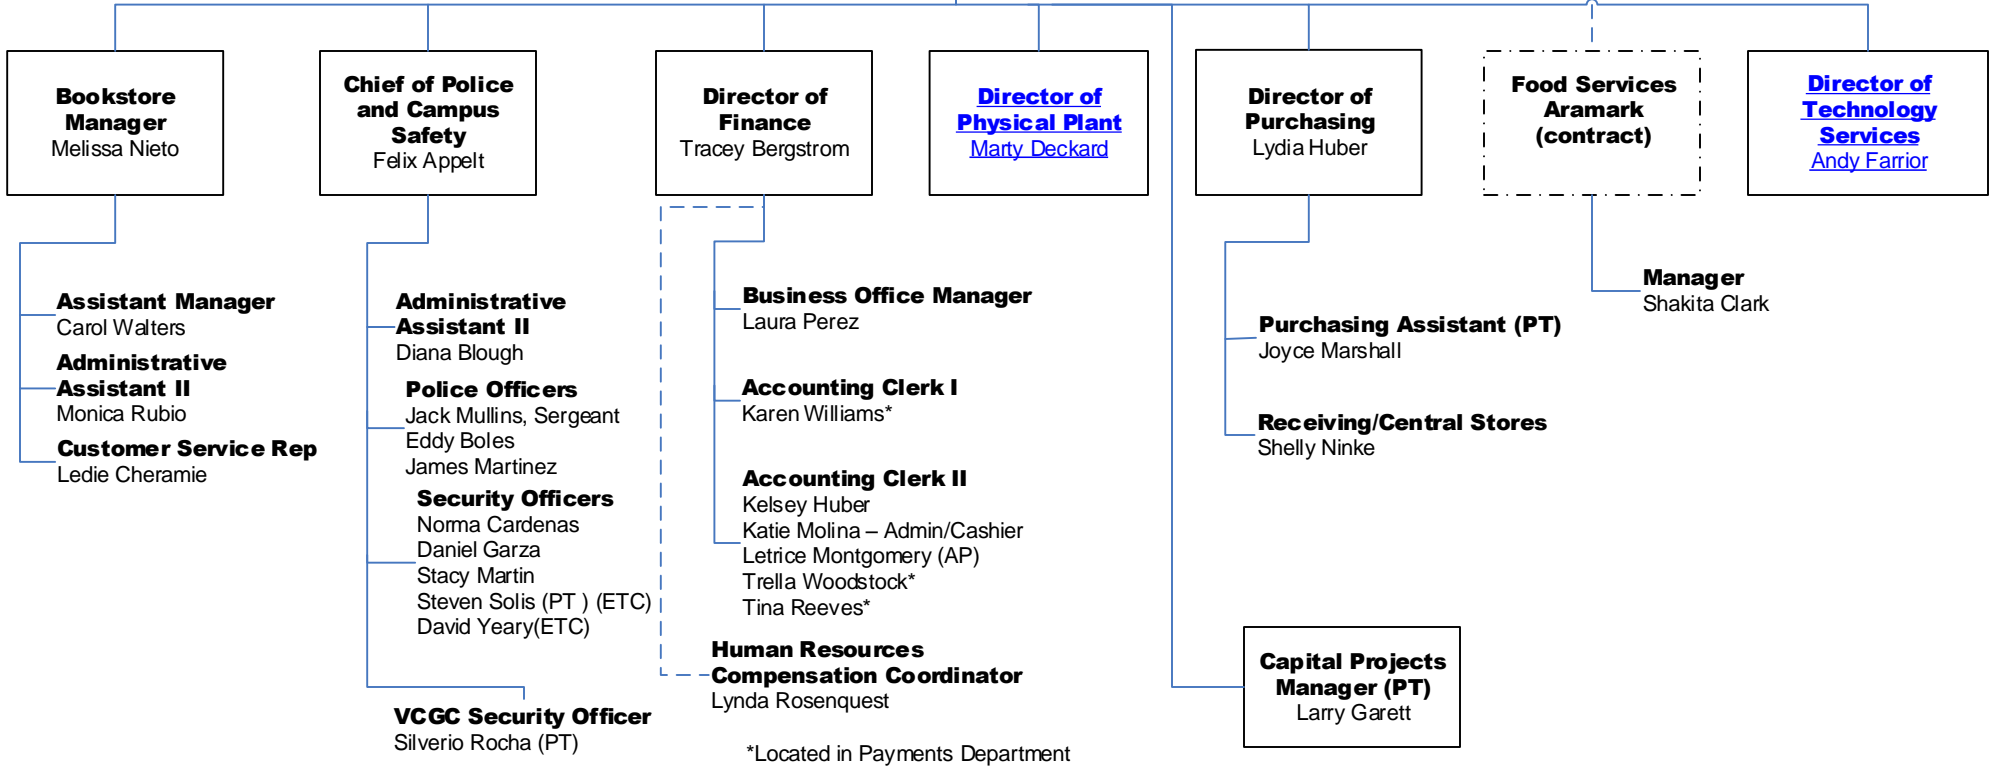 Bookstore
Manager
Melissa Nieto
Chief of Police
and Campus
Safety
Felix Appelt
Director of
Finance
Tracey Bergstrom
Director of
Physical Plant
Marty Deckard
Director of
Purchasing
Lydia Huber
Food Services
Aramark
(contract)
Director of
Technology
Services
Andy Farrior
Assistant Manager
Carol Walters
Administrative
Assistant II
Monica Rubio
Customer Service Rep
Ledie Cheramie
Administrative
Assistant II
Diana Blough
Police Officers
Jack Mullins, Sergeant
Eddy Boles
James Martinez
Security Officers
Norma Cardenas
Daniel Garza
Stacy Martin
Steven Solis (PT ) (ETC)
David Yeary(ETC)
VCGC Security Officer
Silverio Rocha (PT)
Business Office Manager
Laura Perez
Accounting Clerk I
Karen Williams*
Accounting Clerk II
Kelsey Huber
Katie Molina – Admin/Cashier
Letrice Montgomery (AP)
Trella Woodstock*
Tina Reeves*
Human Resources
Compensation Coordinator
Lynda Rosenquest
*Located in Payments Department
Purchasing Assistant (PT)
Joyce Marshall
Receiving/Central Stores
Shelly Ninke
Manager
Shakita Clark
Capital Projects
Manager (PT)
Larry Garett